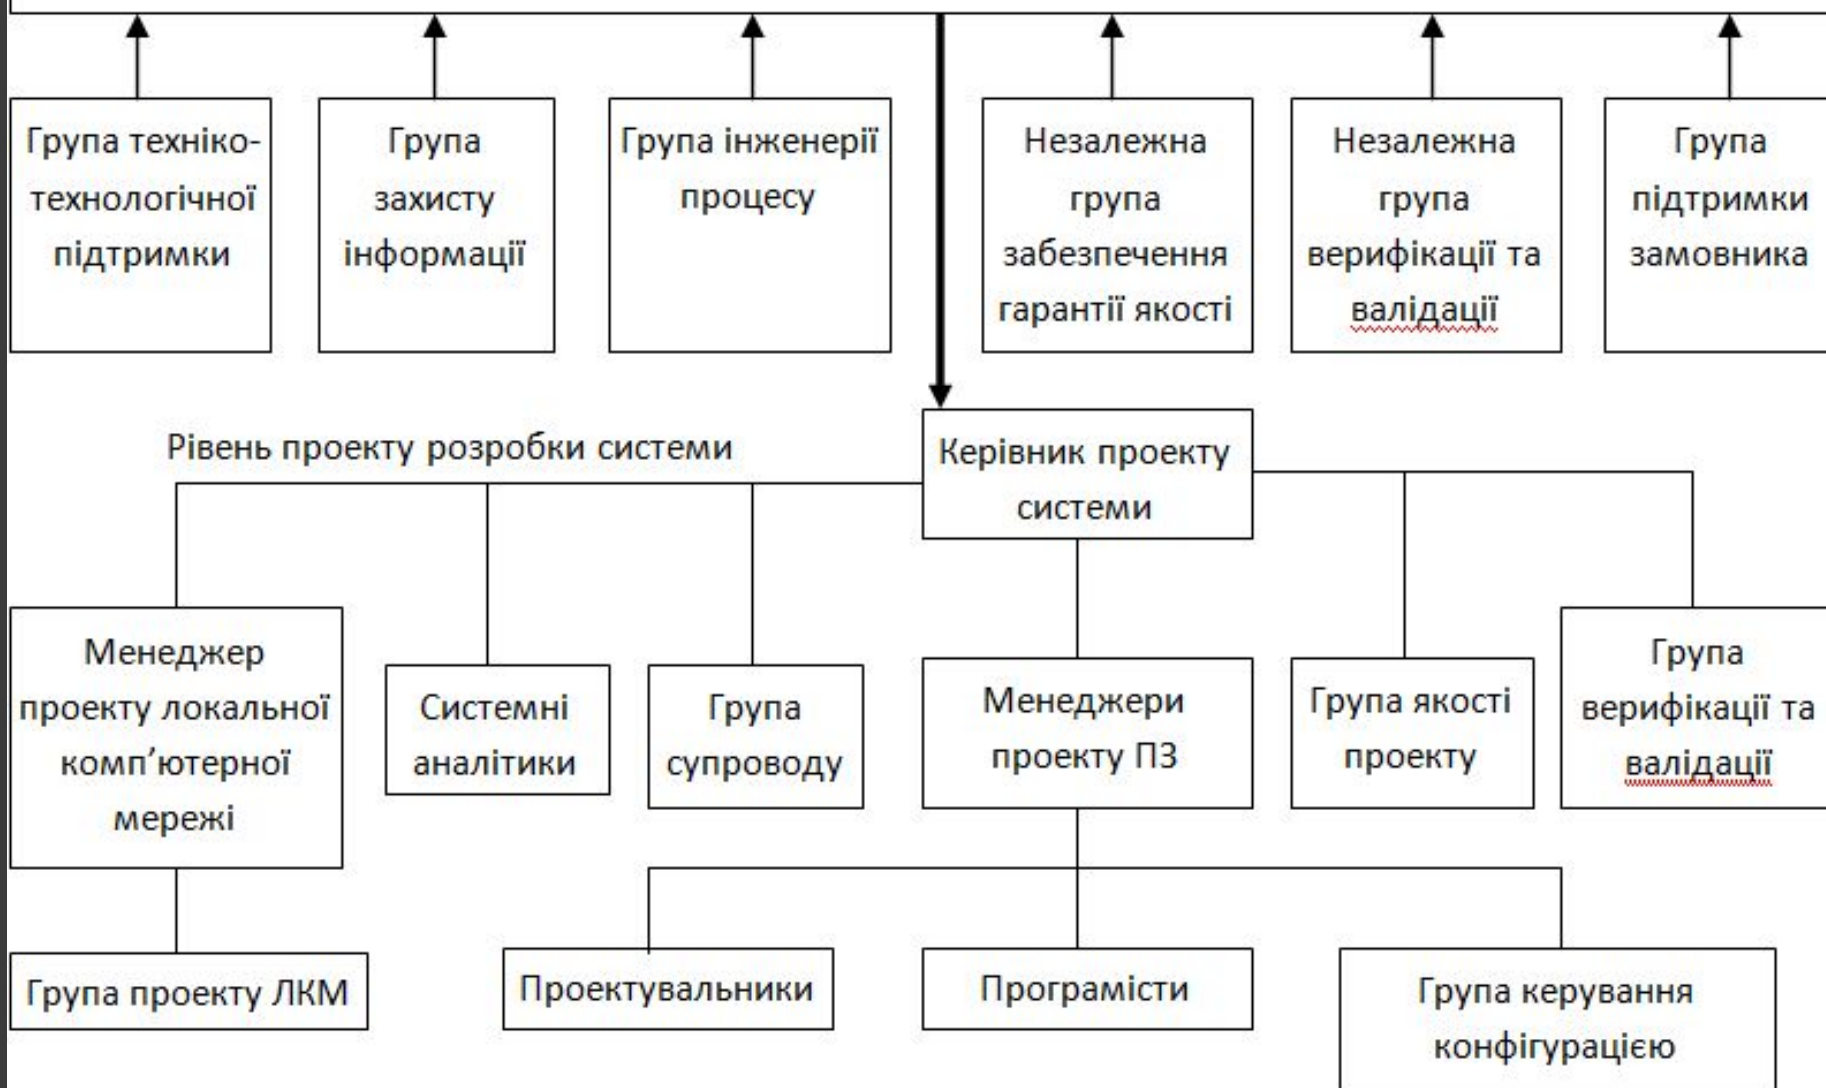 Група техніко-
технологічної
підтримки
Група
захисту
інформації
Група інженерії
процесу
Незалежна
група
забезпечення
гарантії якості
Незалежна
група
верифікації та
валідації
Група
підтримки
замовника
Рівень проекту розробки системи
Керівник проекту
системи
Менеджер
проекту локальної
комп’ютерної
мережі
Системні
аналітики
Група
супроводу
Менеджери
проекту ПЗ
Група якості
проекту
Група
верифікації та
валідації
Група проекту ЛКМ
Проектувальники
Програмісти
Група керування
конфігурацією